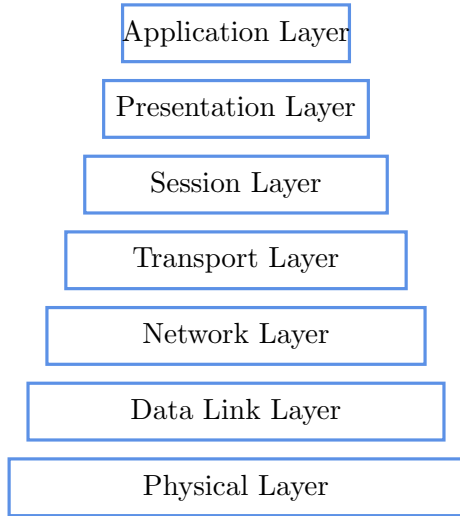 Application Layer
Presentation Layer
Session Layer
Transport Layer
Network Layer
Data Link Layer
Physical Layer